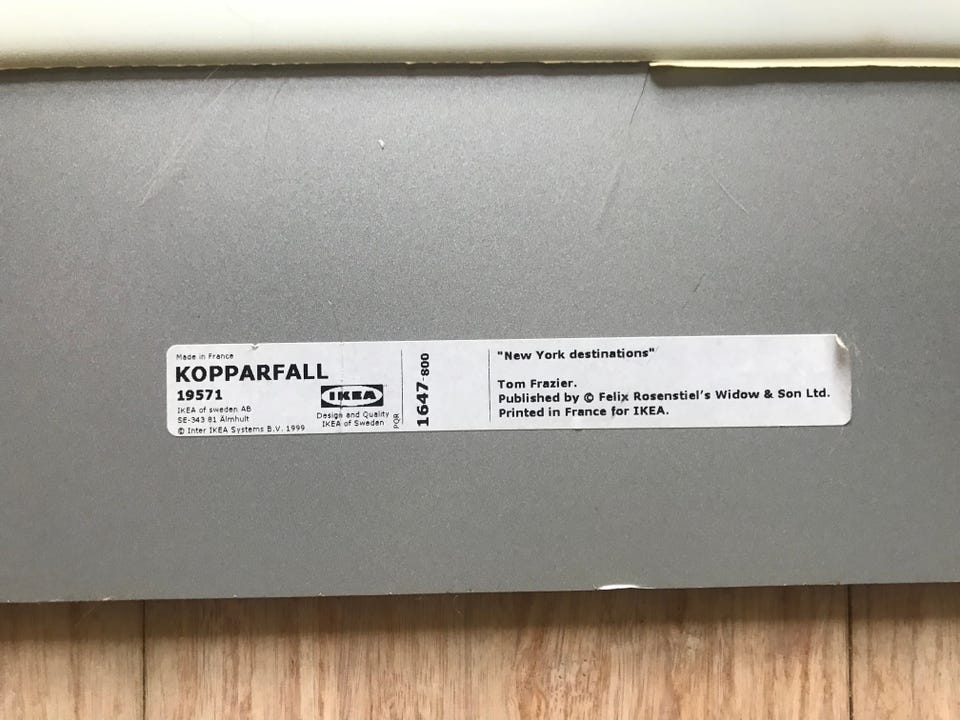 Made in France
KOPPARFALL
19571
IKEA of sweden AB
SE-343 81 Älmhult
© Inter IKEA Systems B.V. 1999
IKEA
Design and Quality
IKEA of Sweden
PQR
1647-800
"New York destinations"
Tom Frazier.
Published by © Felix Rosenstiel's Widow & Son Ltd.
Printed in France for IKEA.